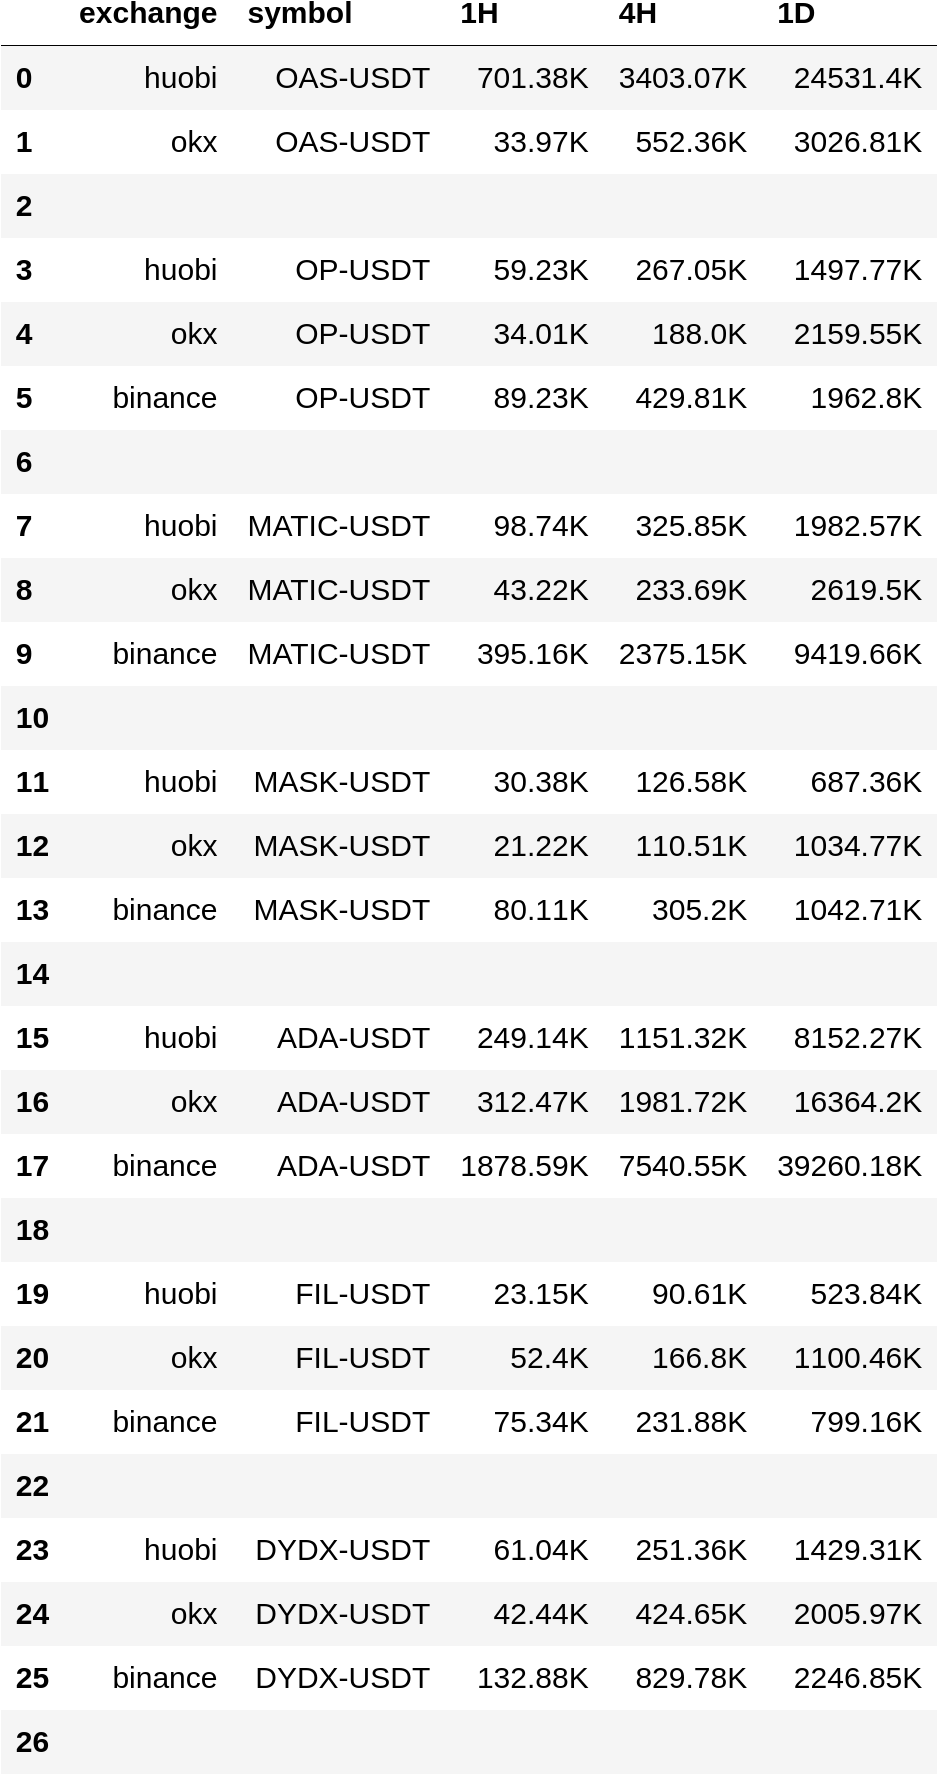 exchange symbol 1H 4H 1D
0 huobi OAS-USDT 701.38K 3403.07K 24531.4K
1 okx OAS-USDT 33.97K 552.36K 3026.81K
2
3 huobi OP-USDT 59.23K 267.05K 1497.77K
4 okx OP-USDT 34.01K 188.0K 2159.55K
5 binance OP-USDT 89.23K 429.81K 1962.8K
6
7 huobi MATIC-USDT 98.74K 325.85K 1982.57K
8 okx MATIC-USDT 43.22K 233.69K 2619.5K
9 binance MATIC-USDT 395.16K 2375.15K 9419.66K
10
11 huobi MASK-USDT 30.38K 126.58K 687.36K
12 okx MASK-USDT 21.22K 110.51K 1034.77K
13 binance MASK-USDT 80.11K 305.2K 1042.71K
14
15 huobi ADA-USDT 249.14K 1151.32K 8152.27K
16 okx ADA-USDT 312.47K 1981.72K 16364.2K
17 binance ADA-USDT 1878.59K 7540.55K 39260.18K
18
19 huobi FIL-USDT 23.15K 90.61K 523.84K
20 okx FIL-USDT 52.4K 166.8K 1100.46K
21 binance FIL-USDT 75.34K 231.88K 799.16K
22
23 huobi DYDX-USDT 61.04K 251.36K 1429.31K
24 okx DYDX-USDT 42.44K 424.65K 2005.97K
25 binance DYDX-USDT 132.88K 829.78K 2246.85K
26